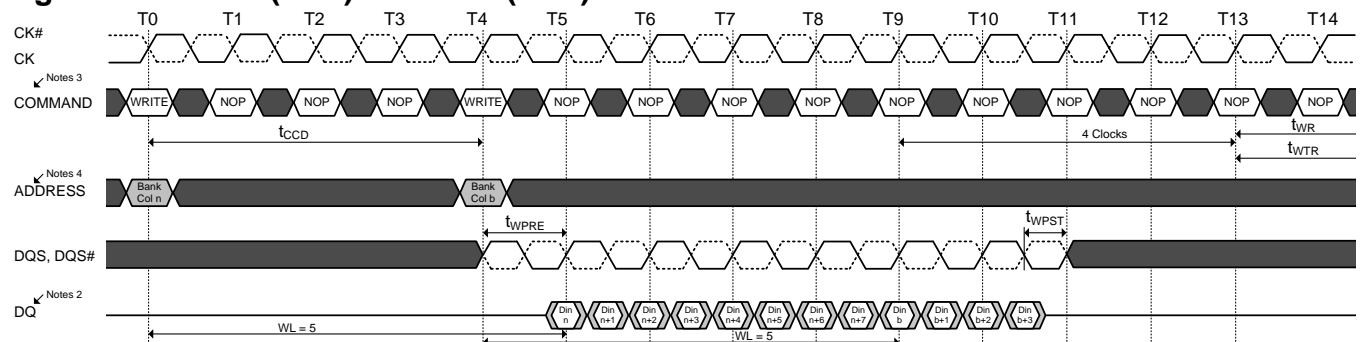 T0 T1 T2 T3 T4 T5 T6 T7 T8 T9 T10 T11 T12 T13 T14
CK#
CK
Notes 3
COMMAND WRITE NOP NOP NOP WRITE NOP NOP NOP NOP NOP NOP NOP NOP NOP NOP
tCCD 4 Clocks tWR
tWTR
Notes 4
ADDRESS
Bank Bank
Col n Col b
tWPRE tWPST
DQS, DQS#
Notes 2
DQ
Din Din Din Din Din Din Din Din Din Din Din Din
n n+1 n+2 n+3 n+4 n+5 n+6 n+7 b b+1 b+2 b+3
WL = 5 WL = 5